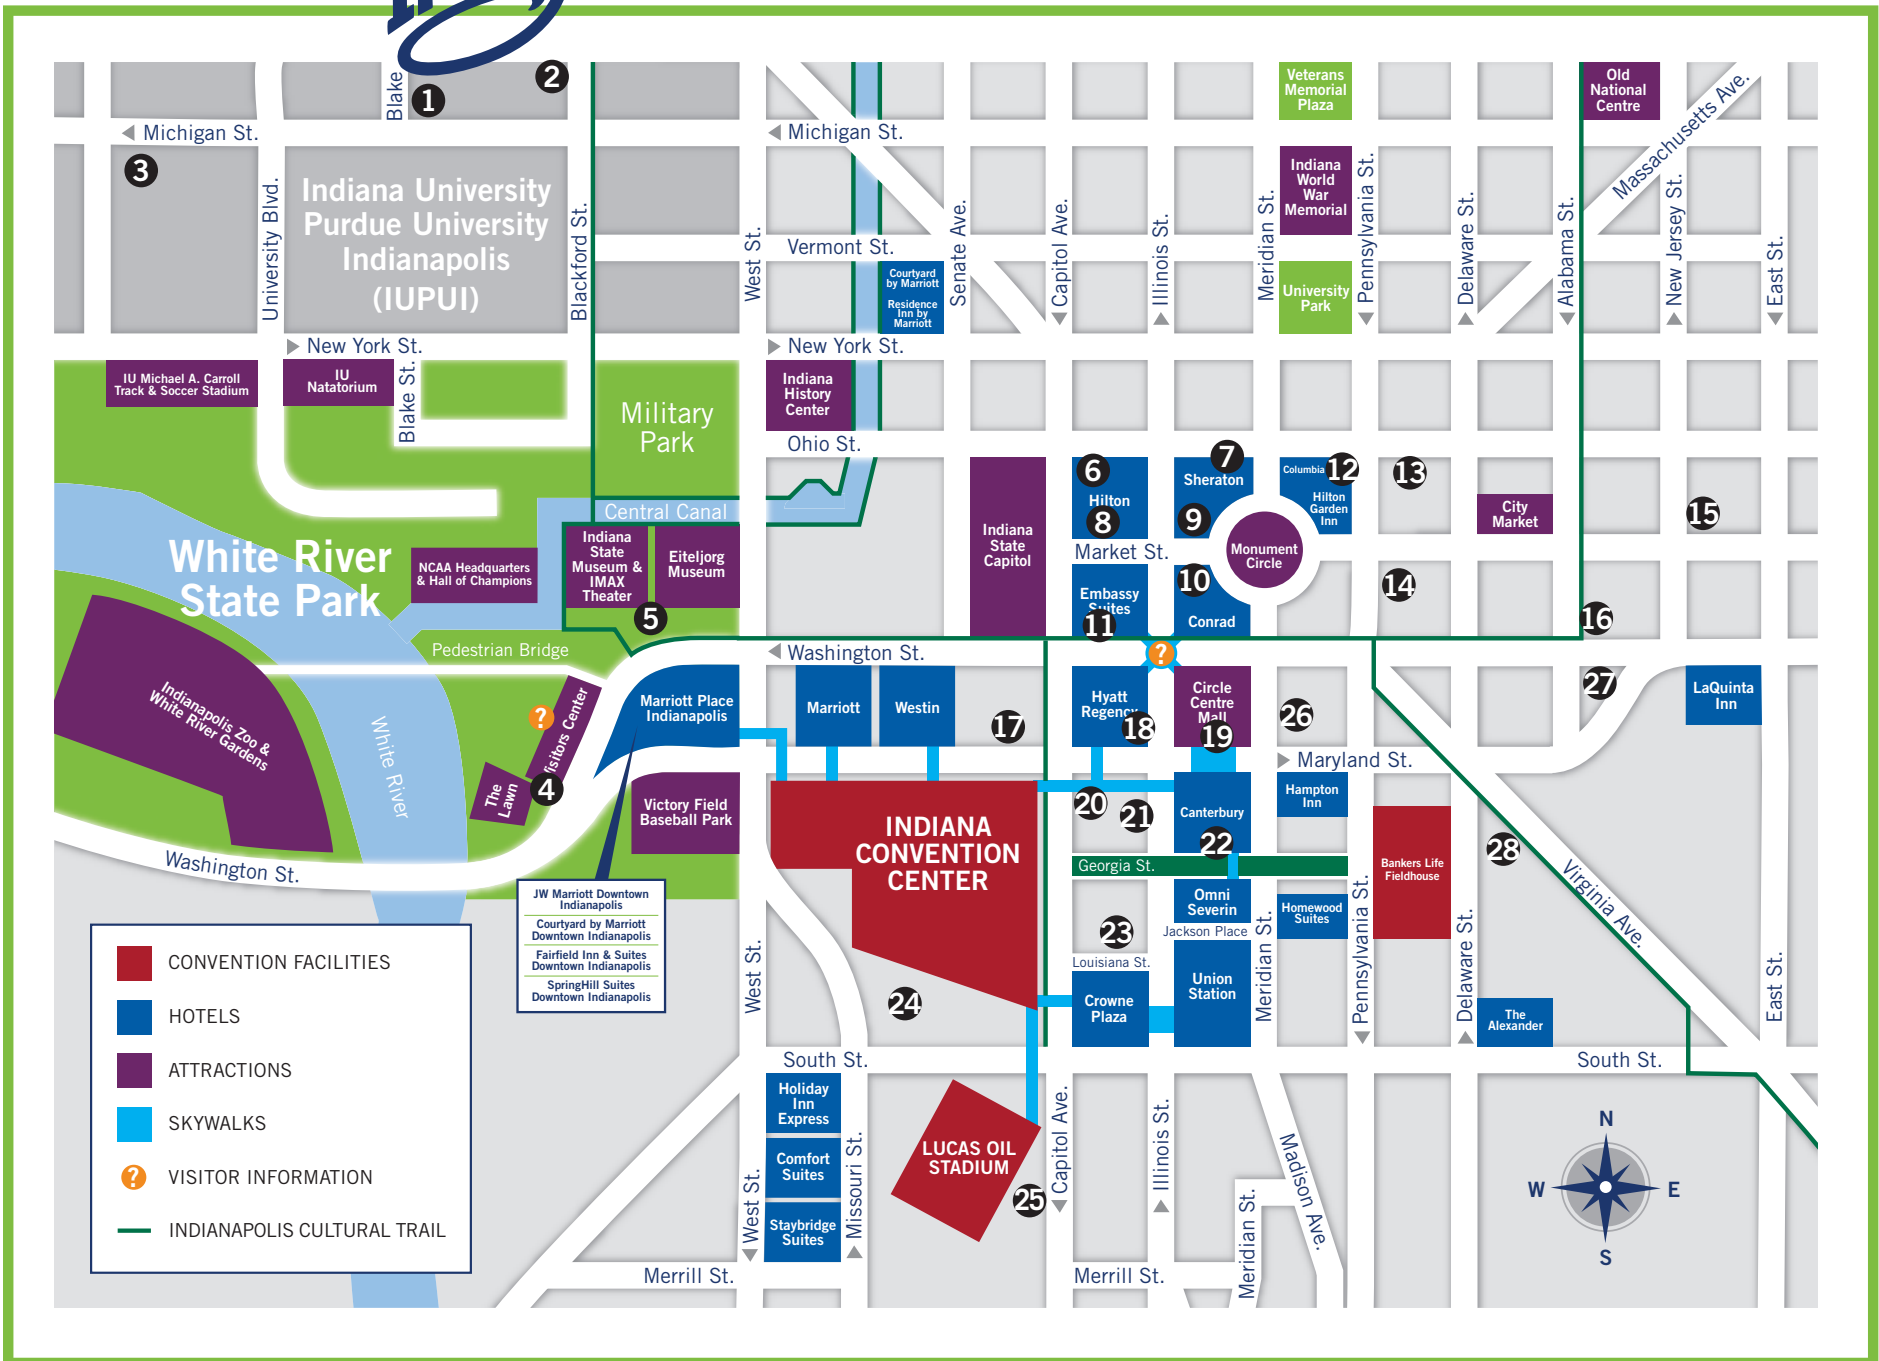 Blake
1
2
Michigan St.
3
Indiana University
Purdue University
Indianapolis
(IUPUI)
University Blvd.
Blackford St.
New York St.
Blake St.
IU Michael A. Carroll
Track & Soccer Stadium
IU
Natatorium
Military
Park
Michigan St.
West St.
Vermont St.
Courtyard
by Marriott
Residence
Inn by
Marriott
Senate Ave.
New York St.
Indiana
History
Center
Ohio St.
Capitol Ave.
Illinois St.
Meridian St.
Veterans
Memorial
Plaza
Indiana
World
War
Memorial
University
Park
Pennsylvania St.
Delaware St.
Alabama St.
Old
National
Centre
Massachusetts Ave.
New Jersey St.
East St.
White River
State Park
Central Canal
NCAA Headquarters
& Hall of Champions
Indiana
State
Museum &
IMAX
Theater
Eiteljorg
Museum
5
Pedestrian Bridge
Indianapolis Zoo &
White River Gardens
White River
?
Visitors Center
The
Lawn
4
Washington St.
Indiana
State
Capitol
6
Hilton
8
7
Sheraton
9
Market St.
Monument
Circle
Columbia
12
Hilton
Garden
Inn
13
City
Market
15
Embassy
Suites
11
10
Conrad
14
16
Washington St.
?
Marriott Place
Indianapolis
Marriott
Westin
17
Hyatt
Regency
18
Circle
Centre
Mall
19
26
27
LaQuinta
Inn
Maryland St.
Victory Field
Baseball Park
INDIANA
CONVENTION
CENTER
20
21
Canterbury
22
Hampton
Inn
Georgia St.
Bankers Life
Fieldhouse
28
Virginia Ave.
JW Marriott Downtown
Indianapolis
Courtyard by Marriott
Downtown Indianapolis
Fairfield Inn & Suites
Downtown Indianapolis
SpringHill Suites
Downtown Indianapolis
West St.
24
23
Omni
Severin
Jackson Place
Louisiana St.
Crowne
Plaza
Union
Station
Homewood
Suites
Meridian St.
Pennsylvania St.
Delaware St.
The
Alexander
East St.
South St.
South St.
Holiday
Inn
Express
Comfort
Suites
Staybridge
Suites
West St.
Missouri St.
LUCAS OIL
STADIUM
25
Capitol Ave.
Illinois St.
Meridian St.
Madison Ave.
Merrill St.
Merrill St.
CONVENTION FACILITIES
HOTELS
ATTRACTIONS
SKYWALKS
?
VISITOR INFORMATION
INDIANAPOLIS CULTURAL TRAIL
N
W
E
S